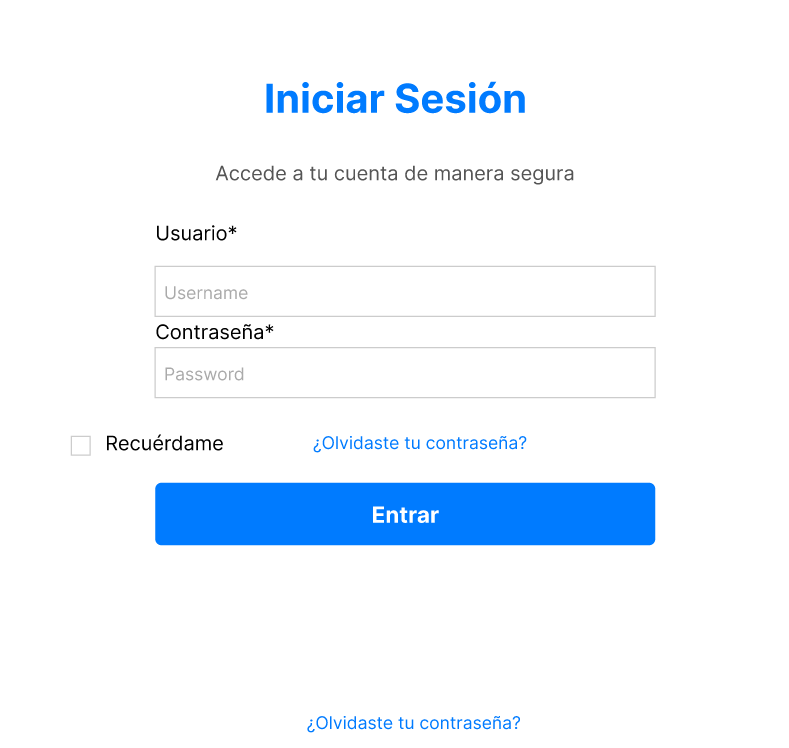 Iniciar Sesión
Accede a tu cuenta de manera segura
Usuario*
Username
Contraseña*
Password
Recuérdame ¿Olvidaste tu contraseña?
Entrar
¿Olvidaste tu contraseña?